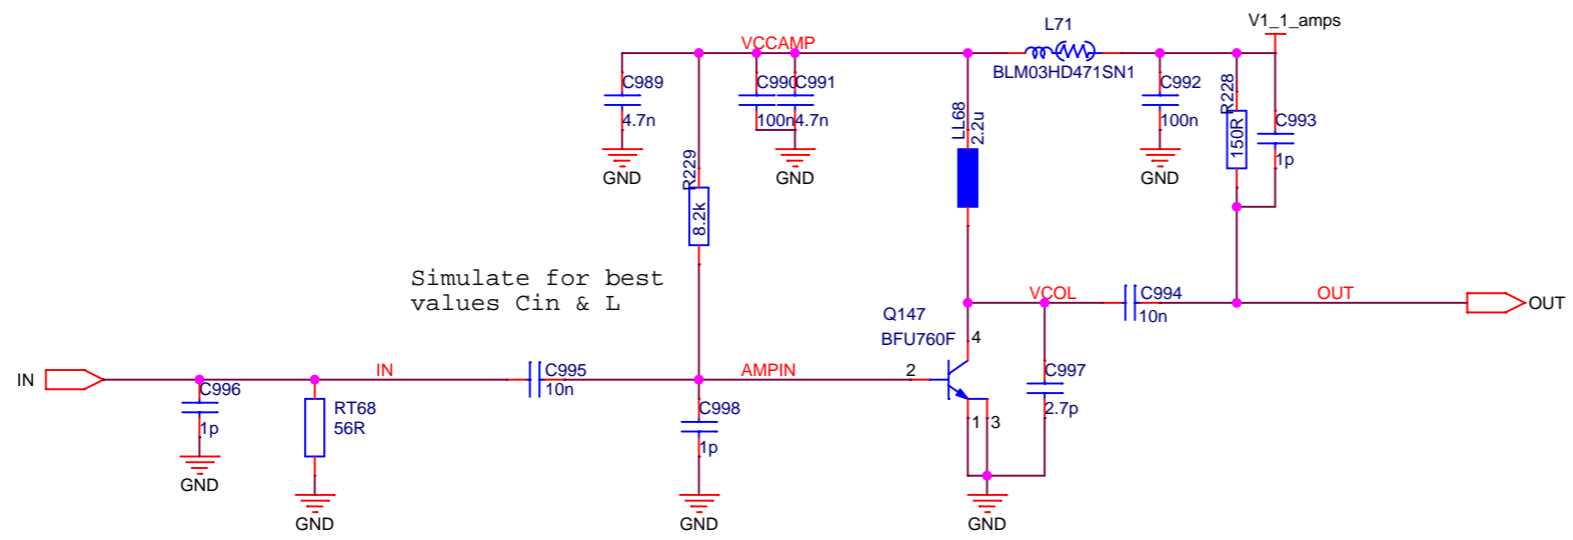 L71
V1_1_amps
VCCAMP
BLM03HD471SN1
C989
4.7n
GND
C990
100n
C991
4.7n
GND
LL68
2.2u
C992
100n
GND
R228
150R
C993
1p
R229
8.2k
Simulate for best
values Cin & L
VCOL
C994
10n
OUT
OUT
Q147
BFU760F
4
2
1
3
C997
2.7p
GND
IN
IN
C995
10n
AMPIN
C996
1p
GND
RT68
56R
GND
C998
1p
GND